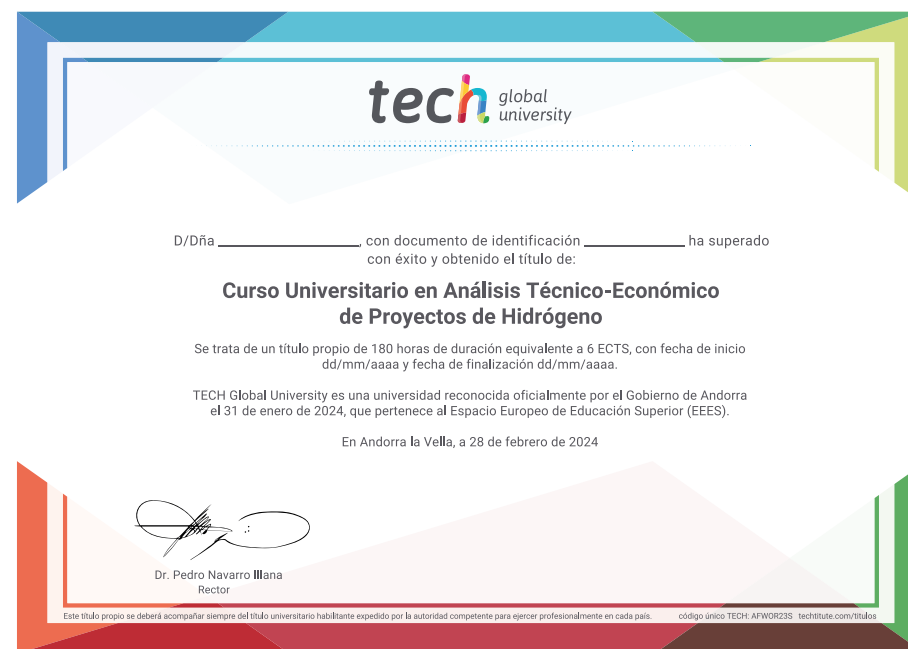 tech global university
D/Dña ____________________, con documento de identificación ______________ ha superado
con éxito y obtenido el título de:
Curso Universitario en Análisis Técnico-Económico
de Proyectos de Hidrógeno
Se trata de un título propio de 180 horas de duración equivalente a 6 ECTS, con fecha de inicio
dd/mm/aaaa y fecha de finalización dd/mm/aaaa.
TECH Global University es una universidad reconocida oficialmente por el Gobierno de Andorra
el 31 de enero de 2024, que pertenece al Espacio Europeo de Educación Superior (EEES).
En Andorra la Vella, a 28 de febrero de 2024
Dr. Pedro Navarro Illana
Rector
Este título propio se deberá acompañar siempre del título universitario habilitante expedido por la autoridad competente para ejercer profesionalmente en cada país. código único TECH: AFWOR23S techtitute.com/titulos